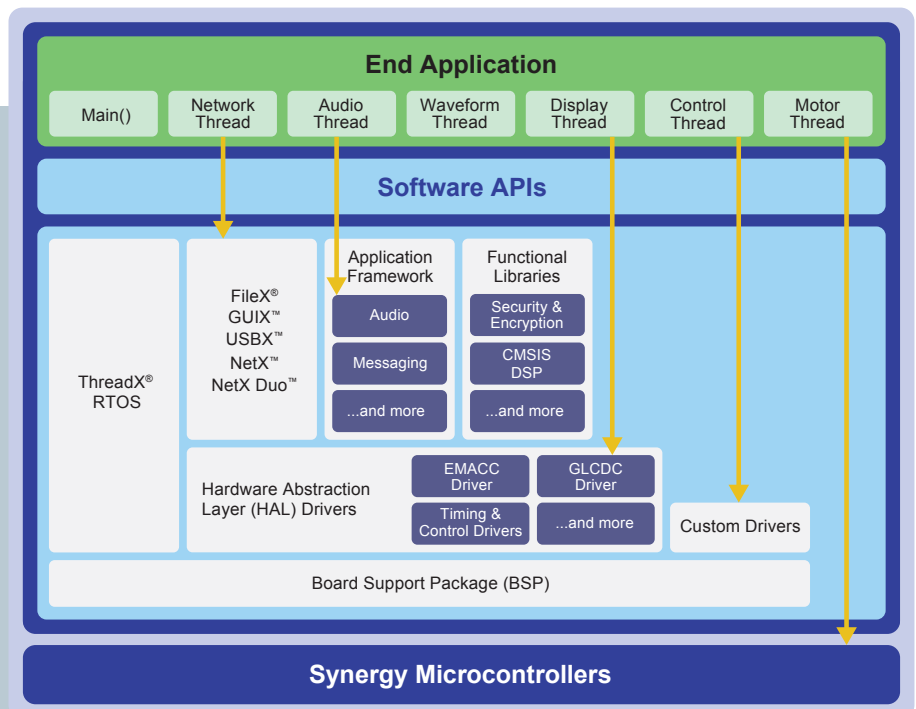 End Application
Main()
Network
Thread
Audio
Thread
Waveform
Thread
Display
Thread
Control
Thread
Motor
Thread
Software APIs
ThreadX®
RTOS
FileX®
GUIX™
USBX™
NetX™
NetX Duo™
Application
Framework
Audio
Messaging
...and more
Functional
Libraries
Security &
Encryption
CMSIS
DSP
...and more
Hardware Abstraction
Layer (HAL) Drivers
EMACC
Driver
GLCDC
Driver
Timing &
Control Drivers
...and more
Custom Drivers
Board Support Package (BSP)
Synergy Microcontrollers